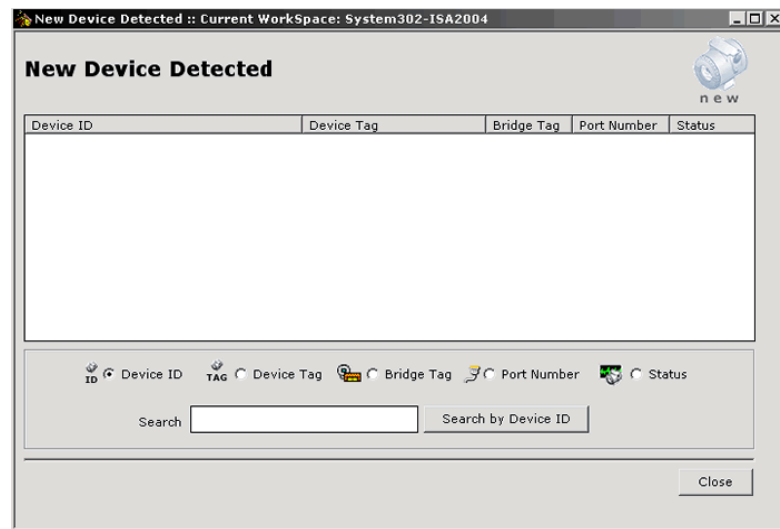 New Device Detected :: Current WorkSpace: System302-ISA2004
New Device Detected
new
Device ID Device Tag Bridge Tag Port Number Status
ID Device ID TAG Device Tag Bridge Tag Port Number Status
Search Search by Device ID
Close